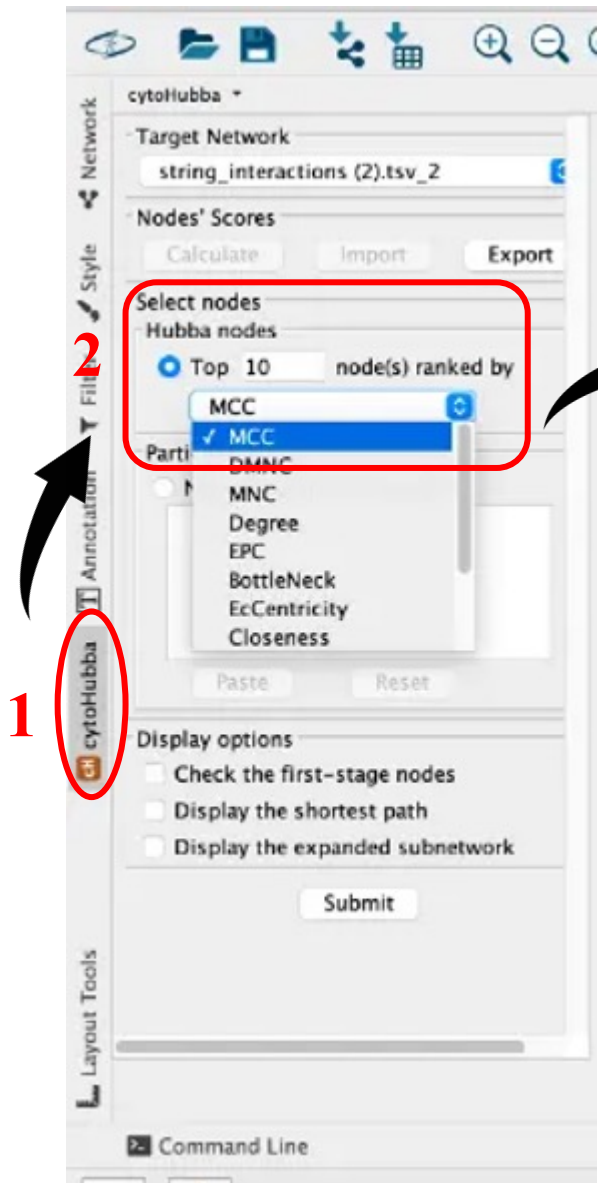 cytoHubba
Target Network
string_interactions (2).tsv_2
Nodes' Scores
Calculate Import Export
Select nodes
Hubba nodes
Top 10 node(s) ranked by
MCC
✓ MCC
DMNC
MNC
Degree
EPC
BottleNeck
EcCentricity
Closeness
Paste Reset
Display options
Check the first-stage nodes
Display the shortest path
Display the expanded subnetwork
Submit
Network
Style
2
Annotation
T
cytoHubba
CH
1
Layout Tools
Command Line